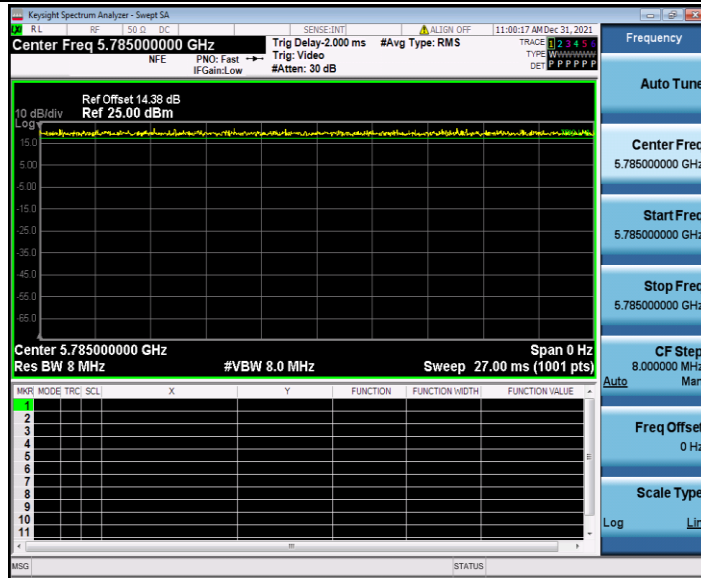 Keysight Spectrum Analyzer - Swept SA
RL RF 50 Ω DC SENSE:INT ALIGN OFF 11:00:17 AM Dec 31, 2021
Center Freq 5.785000000 GHz
NFE PNO: Fast IFGain:Low
Trig Delay-2.000 ms #Avg Type: RMS
Trig: Video
#Atten: 30 dB
TRACE 1 2 3 4 5 6
TYPE WWWWWW
DET P P P P P P
Ref Offset 14.38 dB
10 dB/div Ref 25.00 dBm
Log
15.0
5.00
-5.00
-15.0
-25.0
-35.0
-45.0
-55.0
-65.0
Center 5.785000000 GHz Span 0 Hz
Res BW 8 MHz #VBW 8.0 MHz Sweep 27.00 ms (1001 pts)
MKR MODE TRC SCL X Y FUNCTION FUNCTION WIDTH FUNCTION VALUE
1
2
3
4
5
6
7
8
9
10
11
MSG STATUS
Frequency
Auto Tune
Center Freq
5.785000000 GHz
Start Freq
5.785000000 GHz
Stop Freq
5.785000000 GHz
CF Step
8.000000 MHz
Auto Man
Freq Offset
0 Hz
Scale Type
Log Lin